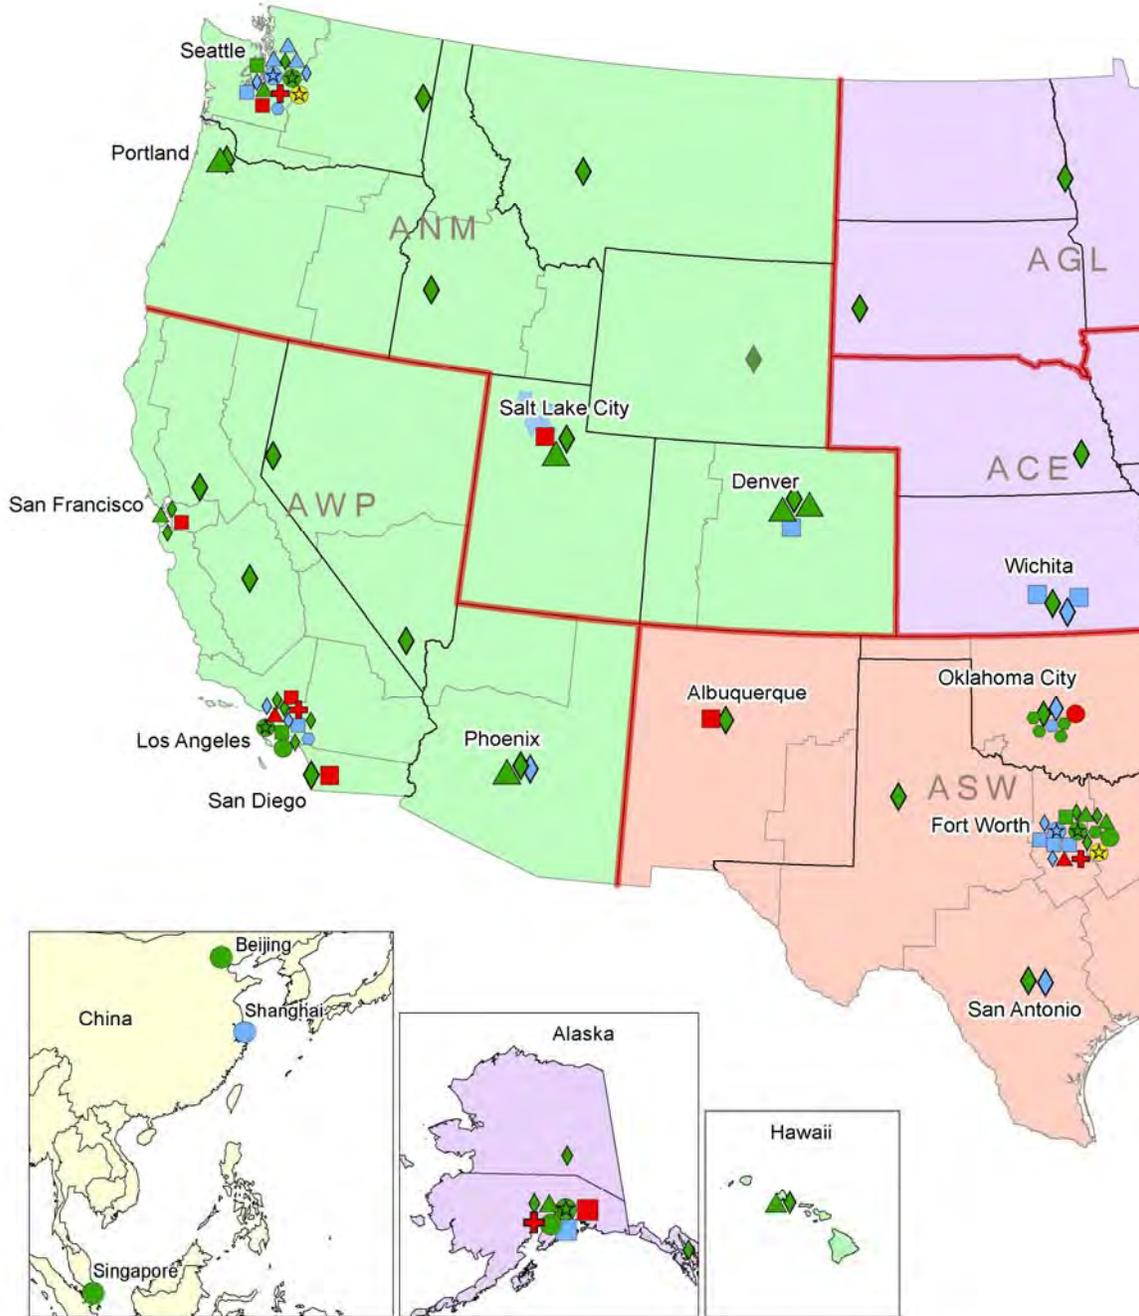 Seattle
Portland
ANM
AGL
Salt Lake City
ACE
Denver
San Francisco
AWP
Wichita
Oklahoma City
Albuquerque
Los Angeles
Phoenix
ASW
San Diego
Fort Worth
Beijing
Shanghai
China
San Antonio
Alaska
Hawaii
Singapore